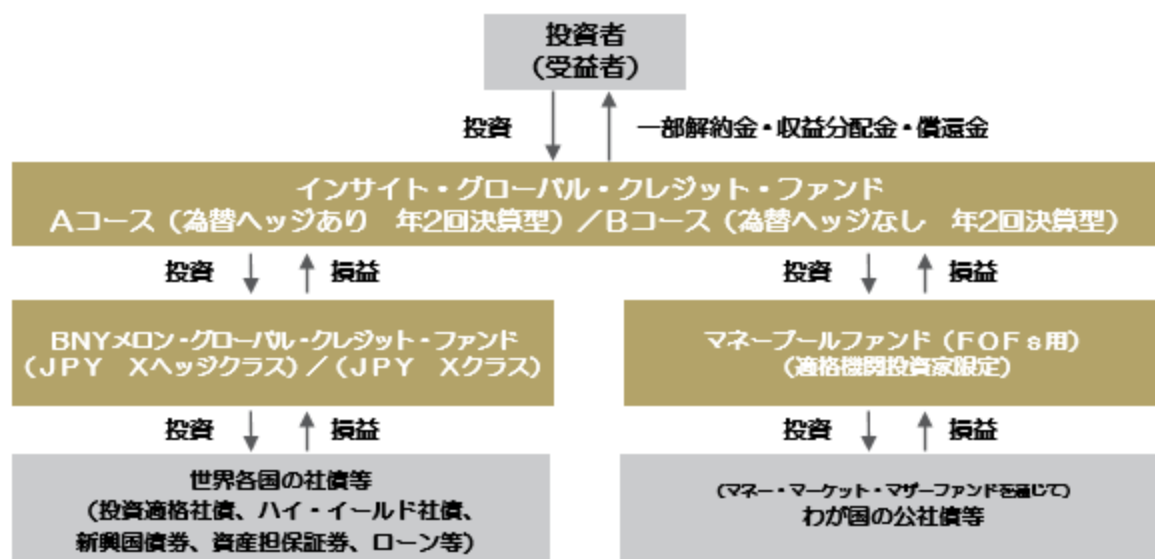 投資者
(受益者)
投資
一部解約金・収益分配金・償還金
インサイト・グローバル・クレジット・ファンド
Aコース(為替ヘッジあり 年2回決算型)/Bコース(為替ヘッジなし 年2回決算型)
投資 損益
投資 損益
BNYメロン・グローバル・クレジット・ファンド
(JPY Xヘッジクラス)/(JPY Xクラス)
マネープールファンド(FOFs用)
(適格機関投資家限定)
投資 損益
投資 損益
世界各国の社債等
(投資適格社債、ハイ・イールド社債、
新興国債券、資産担保証券、ローン等)
(マネー・マーケット・マザーファンドを通じて)
わが国の公社債等